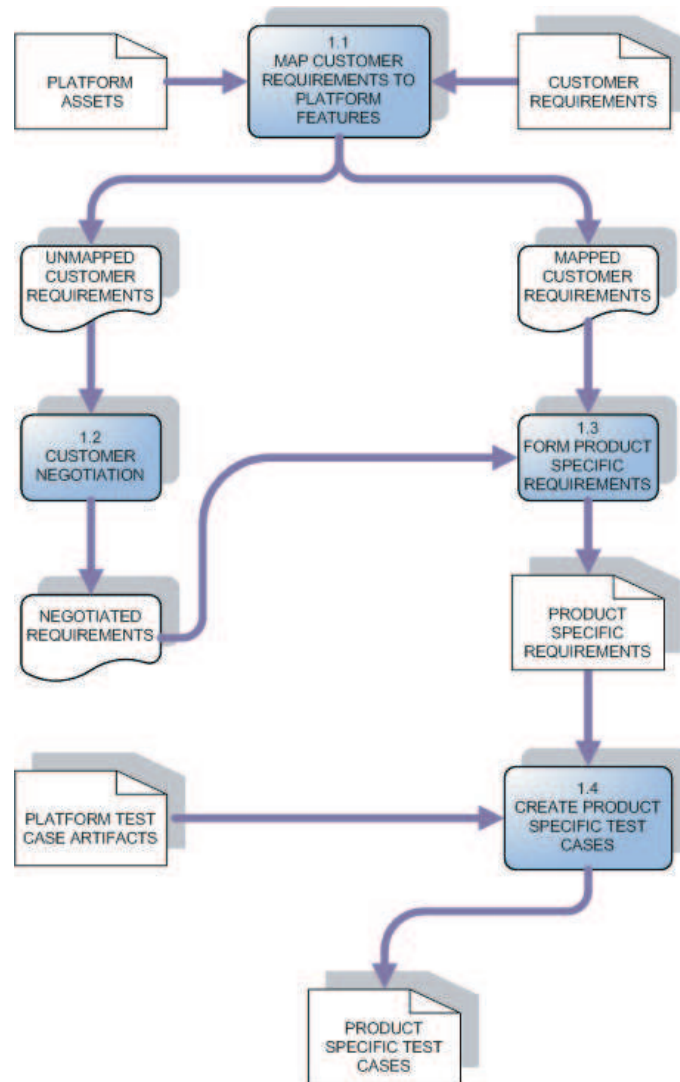 1.1
MAP CUSTOMER
REQUIREMENTS TO
PLATFORM
FEATURES
PLATFORM
ASSETS
CUSTOMER
REQUIREMENTS
UNMAPPED
CUSTOMER
REQUIREMENTS
MAPPED
CUSTOMER
REQUIREMENTS
1.2
CUSTOMER
NEGOTIATION
1.3
FORM PRODUCT
SPECIFIC
REQUIREMENTS
NEGOTIATED
REQUIREMENTS
PRODUCT
SPECIFIC
REQUIREMENTS
PLATFORM TEST
CASE ARTIFACTS
1.4
CREATE PRODUCT
SPECIFIC TEST
CASES
PRODUCT
SPECIFIC TEST
CASES